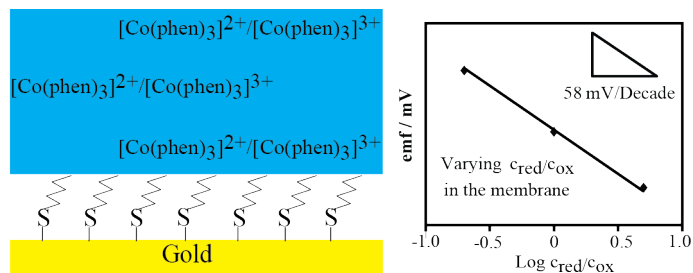 [Co(phen)3]2+/[Co(phen)3]3+
[Co(phen)3]2+/[Co(phen)3]3+
[Co(phen)3]2+/[Co(phen)3]3+
S S S S S S S
Gold
emf / mV
58 mV/Decade
Varying cred/cox
in the membrane
-1.0 -0.5 0 0.5 1.0
Log cred/cox